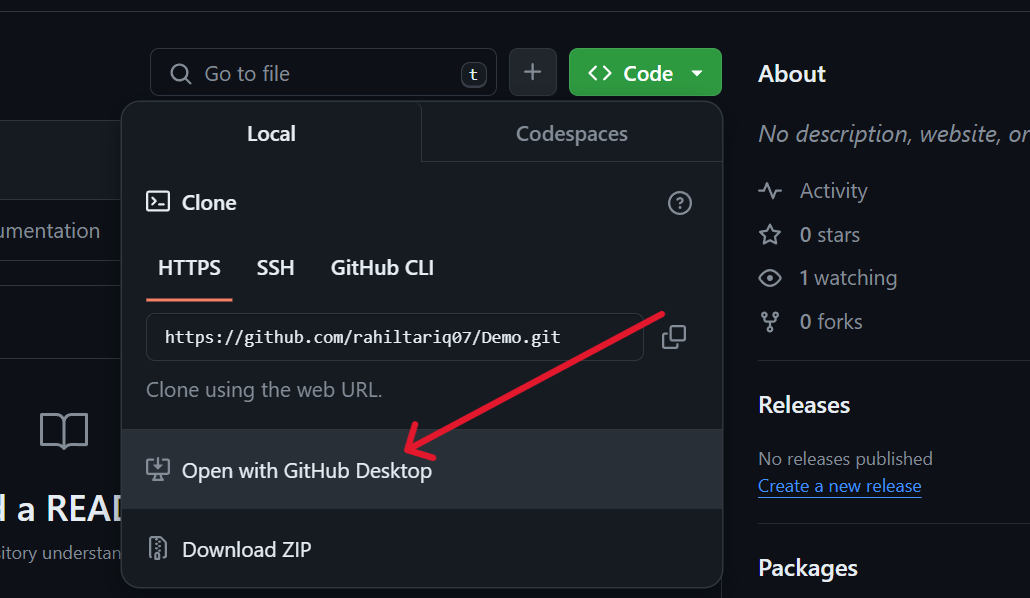 Go to file
t
Code
Local
Codespaces
Clone
HTTPS
SSH
GitHub CLI
https://github.com/rahiltariq07/Demo.git
Clone using the web URL.
Open with GitHub Desktop
Download ZIP
umentation
d a READ
sitory understan
About
No description, website, or
Activity
0 stars
1 watching
0 forks
Releases
No releases published
Create a new release
Packages